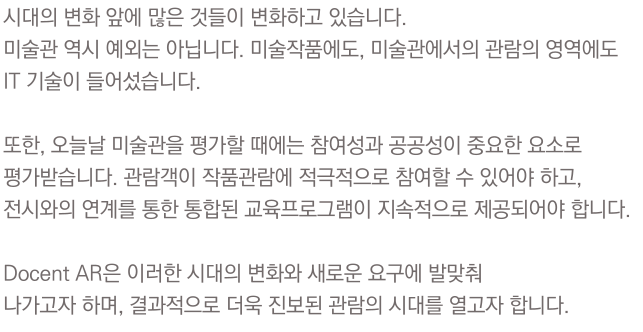 시대의 변화 앞에 많은 것들이 변화하고 있습니다.
미술관 역시 예외는 아닙니다. 미술작품에도, 미술관에서의 관람의 영역에도
IT 기술이 들어섰습니다.
또한, 오늘날 미술관을 평가할 때에는 참여성과 공공성이 중요한 요소로
평가받습니다. 관람객이 작품관람에 적극적으로 참여할 수 있어야 하고,
전시와의 연계를 통한 통합된 교육프로그램이 지속적으로 제공되어야 합니다.
Docent AR은 이러한 시대의 변화와 새로운 요구에 발맞춰
나가고자 하며, 결과적으로 더욱 진보된 관람의 시대를 열고자 합니다.